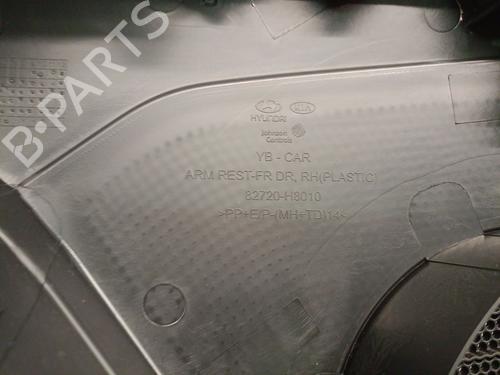 B-PARTS
HYUNDAI KIA
Johnson
Controls
YB - CAR
ARM REST-FR DR, RH(PLASTIC)
82720-H8010
>PP+E/P-(MH+TD)14<